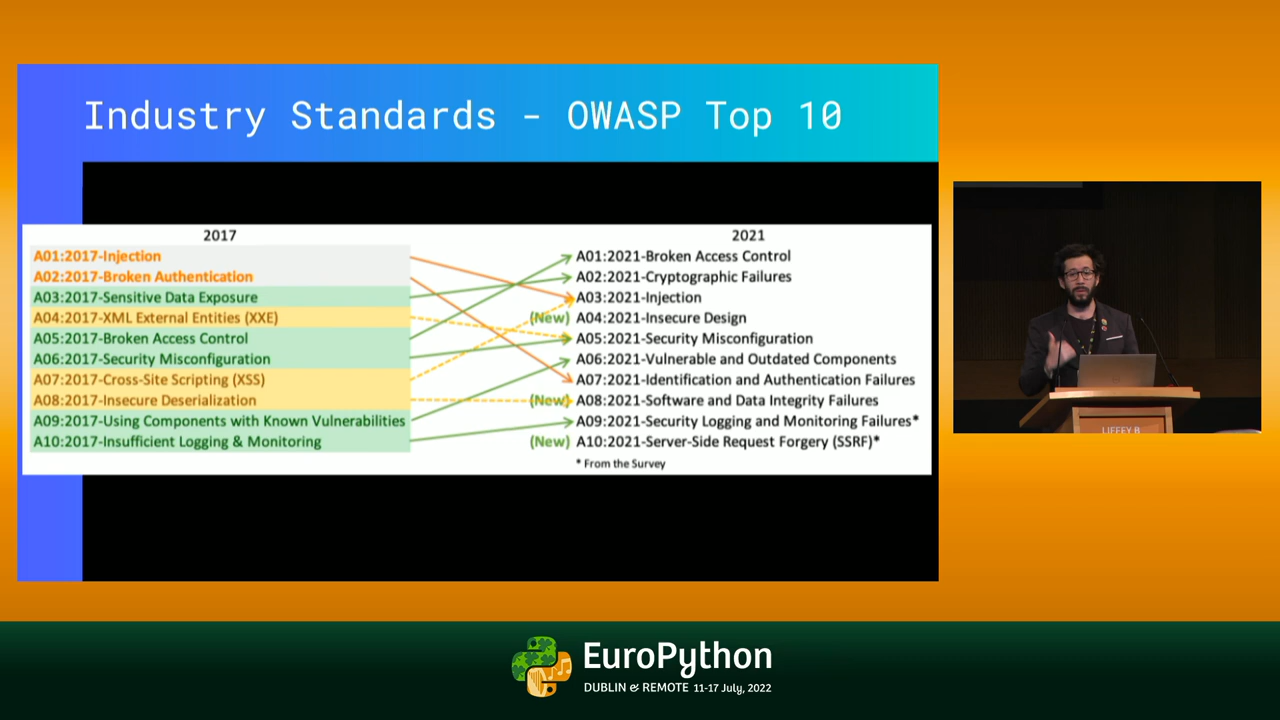 Industry Standards - OWASP Top 10
2017
A01:2017-Injection
A02:2017-Broken Authentication
A03:2017-Sensitive Data Exposure
A04:2017-XML External Entities (XXE)
A05:2017-Broken Access Control
A06:2017-Security Misconfiguration
A07:2017-Cross-Site Scripting (XSS)
A08:2017-Insecure Deserialization
A09:2017-Using Components with Known Vulnerabilities
A10:2017-Insufficient Logging & Monitoring
2021
A01:2021-Broken Access Control
A02:2021-Cryptographic Failures
A03:2021-Injection
(New) A04:2021-Insecure Design
A05:2021-Security Misconfiguration
A06:2021-Vulnerable and Outdated Components
A07:2021-Identification and Authentication Failures
(New) A08:2021-Software and Data Integrity Failures
A09:2021-Security Logging and Monitoring Failures*
(New) A10:2021-Server-Side Request Forgery (SSRF)*
* From the Survey
LIFFEY B
EuroPython
DUBLIN & REMOTE 11-17 July, 2022